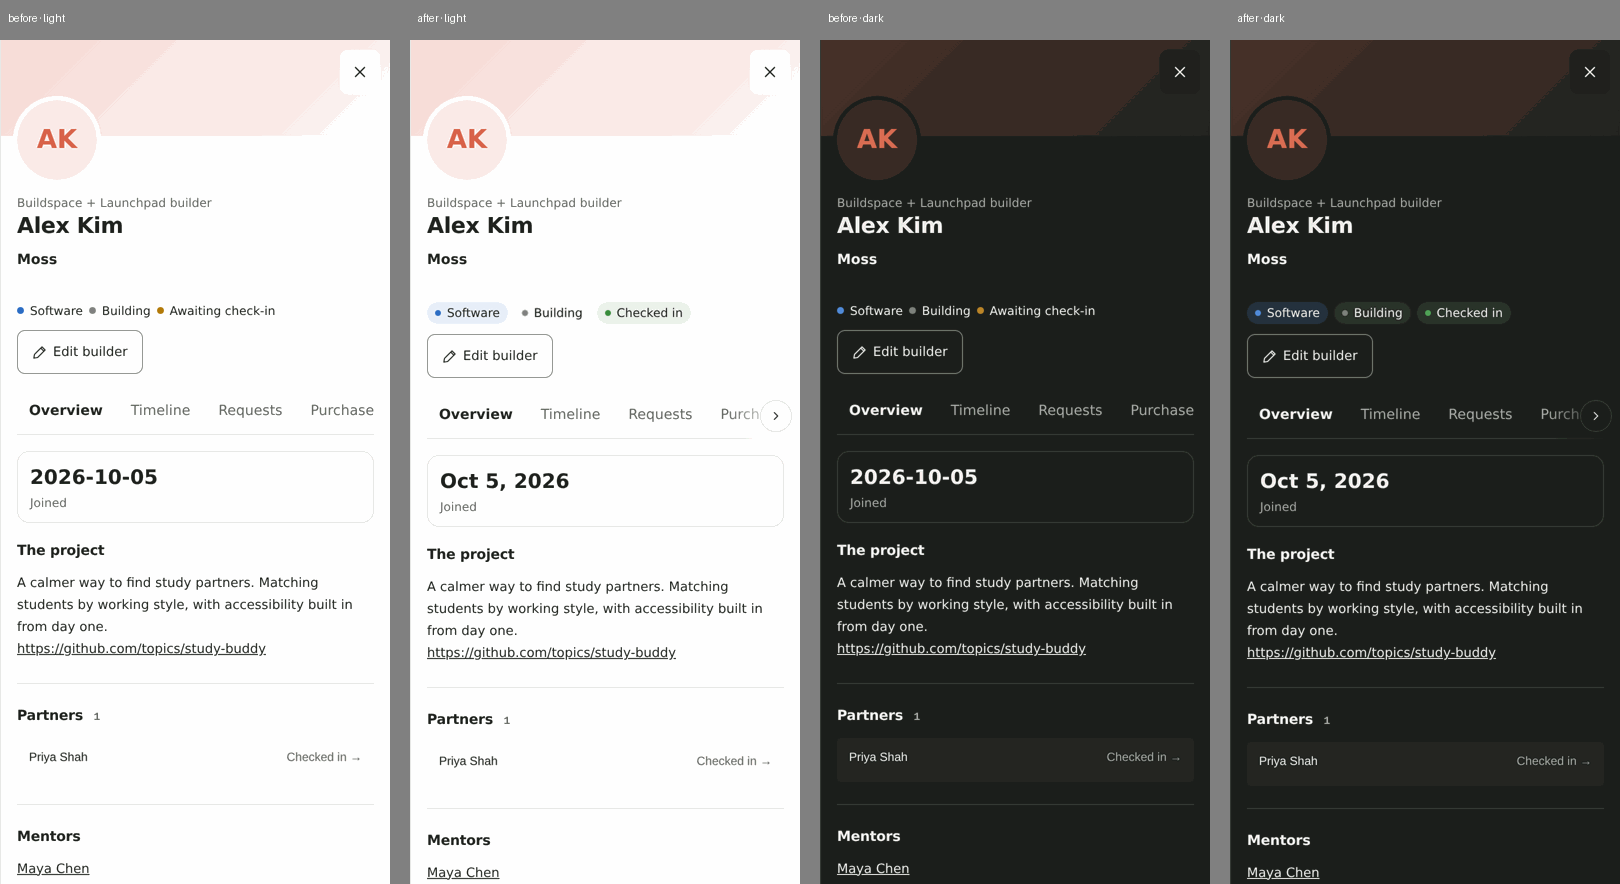 before·light
AK
Buildspace + Launchpad builder
Alex Kim
Moss
Software Building Awaiting check-in
Edit builder
Overview Timeline Requests Purchase
2026-10-05
Joined
The project
A calmer way to find study partners. Matching
students by working style, with accessibility built in
from day one.
https://github.com/topics/study-buddy
Partners 1
Priya Shah Checked in →
Mentors
Maya Chen
after·light
AK
Buildspace + Launchpad builder
Alex Kim
Moss
Software Building Checked in
Edit builder
Overview Timeline Requests Purch
Oct 5, 2026
Joined
The project
A calmer way to find study partners. Matching
students by working style, with accessibility built in
from day one.
https://github.com/topics/study-buddy
Partners 1
Priya Shah Checked in →
Mentors
Maya Chen
before·dark
AK
Buildspace + Launchpad builder
Alex Kim
Moss
Software Building Awaiting check-in
Edit builder
Overview Timeline Requests Purchase
2026-10-05
Joined
The project
A calmer way to find study partners. Matching
students by working style, with accessibility built in
from day one.
https://github.com/topics/study-buddy
Partners 1
Priya Shah Checked in →
Mentors
Maya Chen
after·dark
AK
Buildspace + Launchpad builder
Alex Kim
Moss
Software Building Checked in
Edit builder
Overview Timeline Requests Purch
Oct 5, 2026
Joined
The project
A calmer way to find study partners. Matching
students by working style, with accessibility built in
from day one.
https://github.com/topics/study-buddy
Partners 1
Priya Shah Checked in →
Mentors
Maya Chen